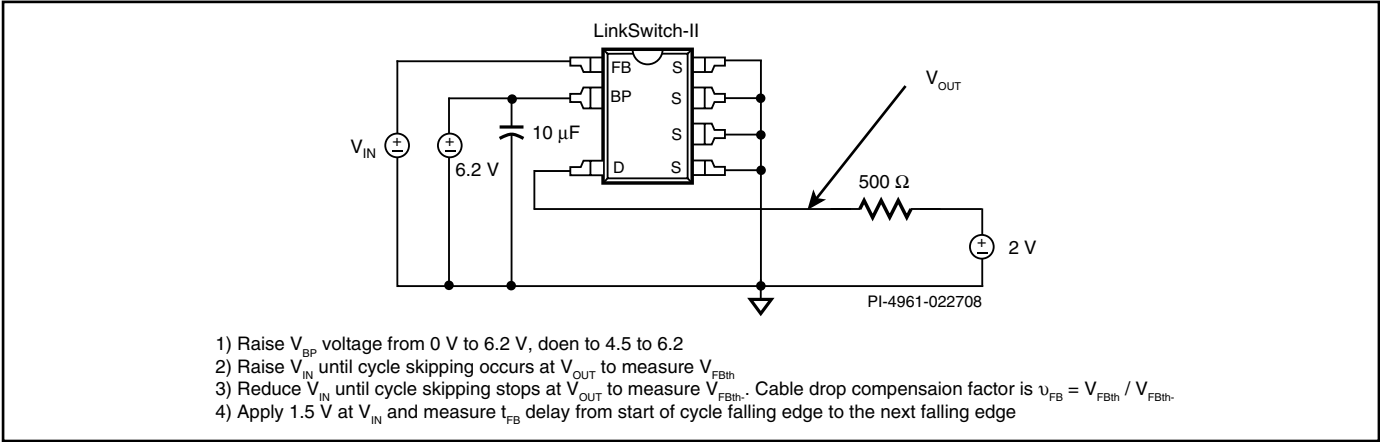 LinkSwitch-II
FB S
BP S
S
D S
V_IN
6.2 V
10 µF
V_OUT
500 Ω
2 V
PI-4961-022708
1) Raise V_BP voltage from 0 V to 6.2 V, doen to 4.5 to 6.2
2) Raise V_IN until cycle skipping occurs at V_OUT to measure V_FBth
3) Reduce V_IN until cycle skipping stops at V_OUT to measure V_FBth-. Cable drop compensaion factor is υ_FB = V_FBth / V_FBth-
4) Apply 1.5 V at V_IN and measure t_FB delay from start of cycle falling edge to the next falling edge